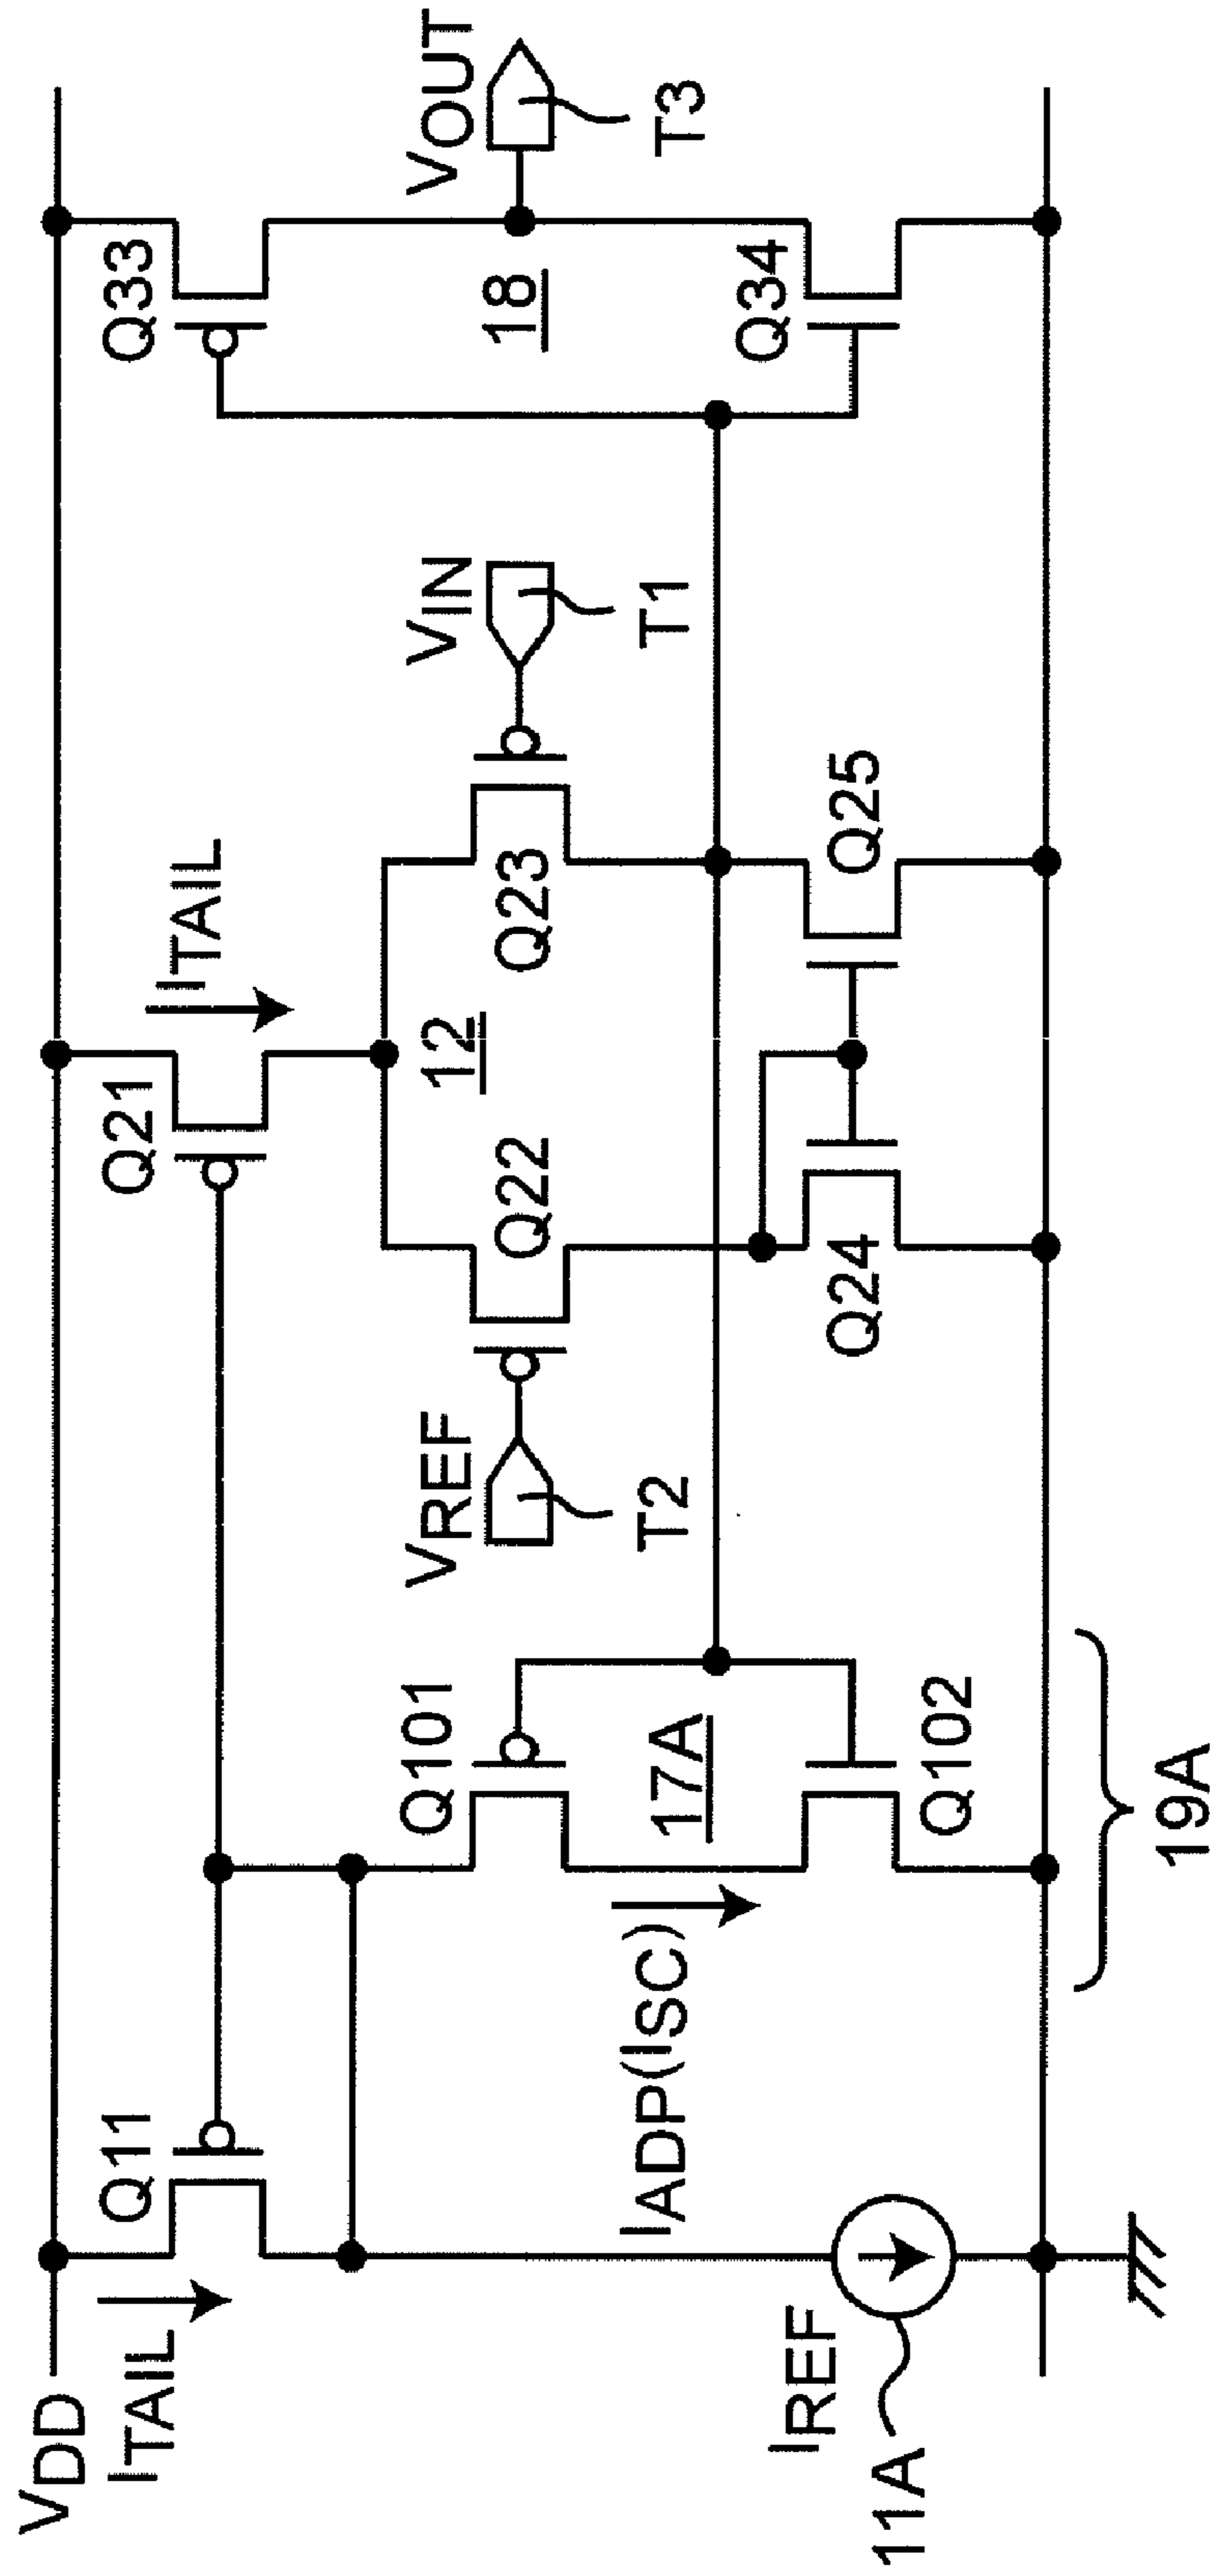 VDD
ITAIL
Q11
IREF
11A
IADP(ISC)
Q101
17A
Q102
19A
VREF
T2
Q21
ITAIL
Q22
12
Q23
Q24
Q25
VIN
T1
Q33
18
Q34
VOUT
T3